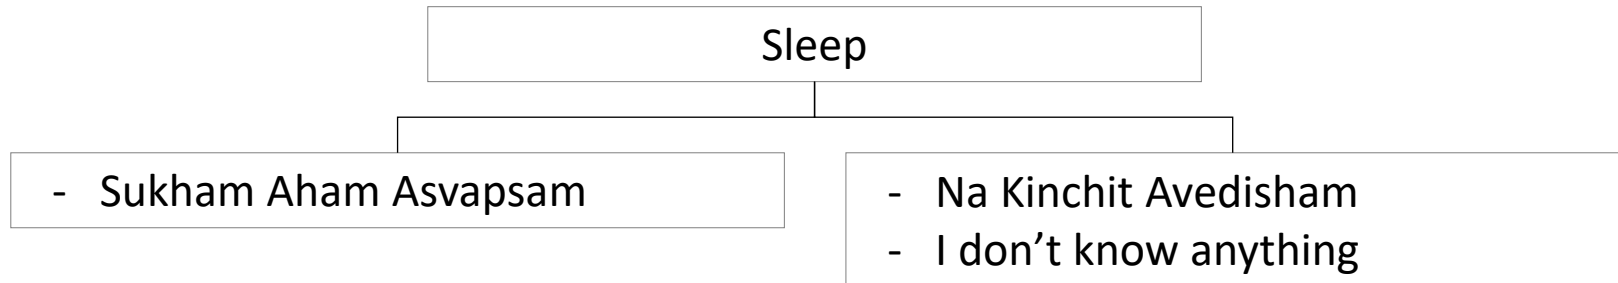 Sleep
- Sukham Aham Asvapsam
- Na Kinchit Avedisham
- I don’t know anything